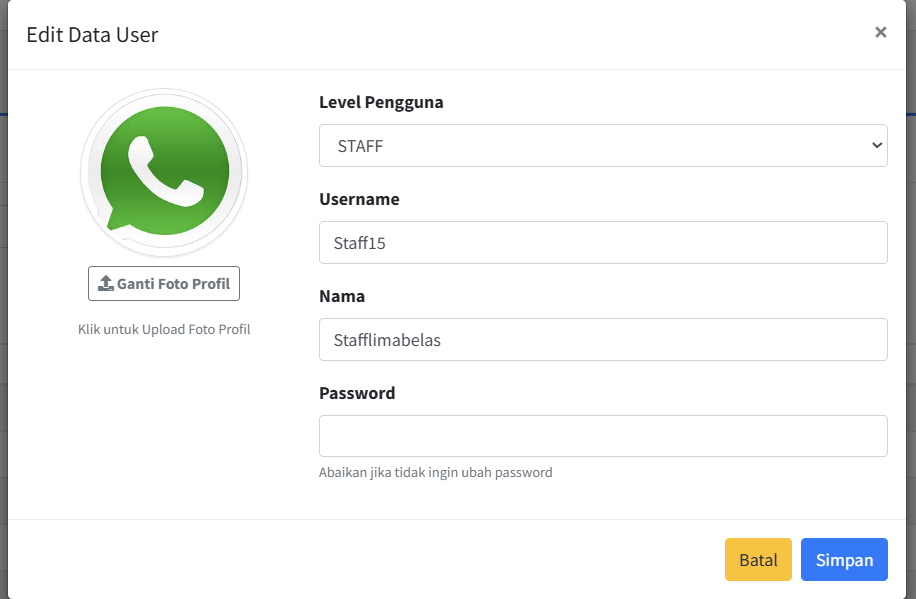 Edit Data User
×
Level Pengguna
STAFF
Username
Staff15
Nama
Stafflimabelas
Password
Abaikan jika tidak ingin ubah password
Ganti Foto Profil
Klik untuk Upload Foto Profil
Batal
Simpan